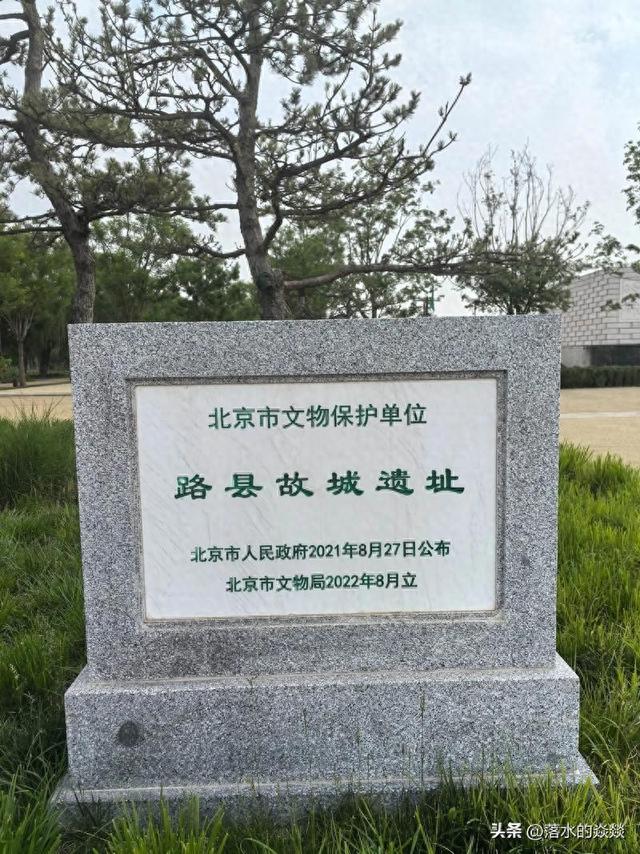 北京市文物保护单位
路县故城遗址
北京市人民政府2021年8月27日公布
北京市文物局2022年8月立
头条 @落水的焱燚